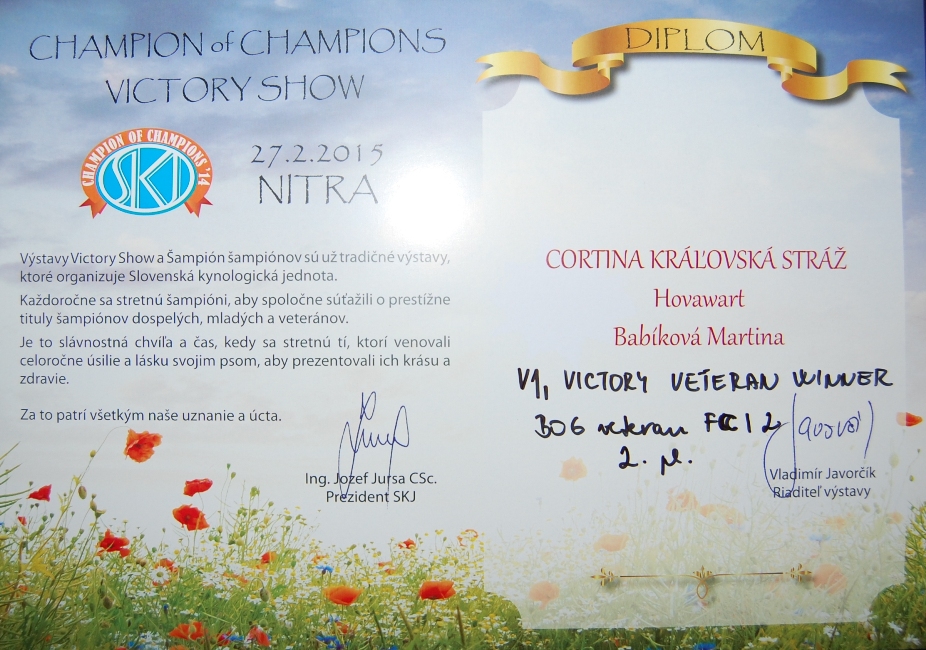 CHAMPION of CHAMPIONS
VICTORY SHOW
CHAMPION OF CHAMPIONS '14
SKJ
27.2.2015
NITRA
Výstavy Victory Show a Šampión šampiónov sú už tradičné výstavy,
ktoré organizuje Slovenská kynologická jednota.
Každoročne sa stretnú šampióni, aby spoločne súťažili o prestížne
tituly šampiónov dospelých, mladých a veteránov.
Je to slávnostná chvíľa a čas, kedy sa stretnú tí, ktorí venovali
celoročne úsilie a lásku svojim psom, aby prezentovali ich krásu a
zdravie.
Za to patrí všetkým naše uznanie a úcta.
Ing. Jozef Jursa CSc.
Prezident SKJ
DIPLOM
CORTINA KRÁĽOVSKÁ STRÁŽ
Hovawart
Babíková Martina
V1, VICTORY VETERAN WINNER
BOG veteran FCI 2
2. pl.
Vladimír Javorčík
Riaditeľ výstavy